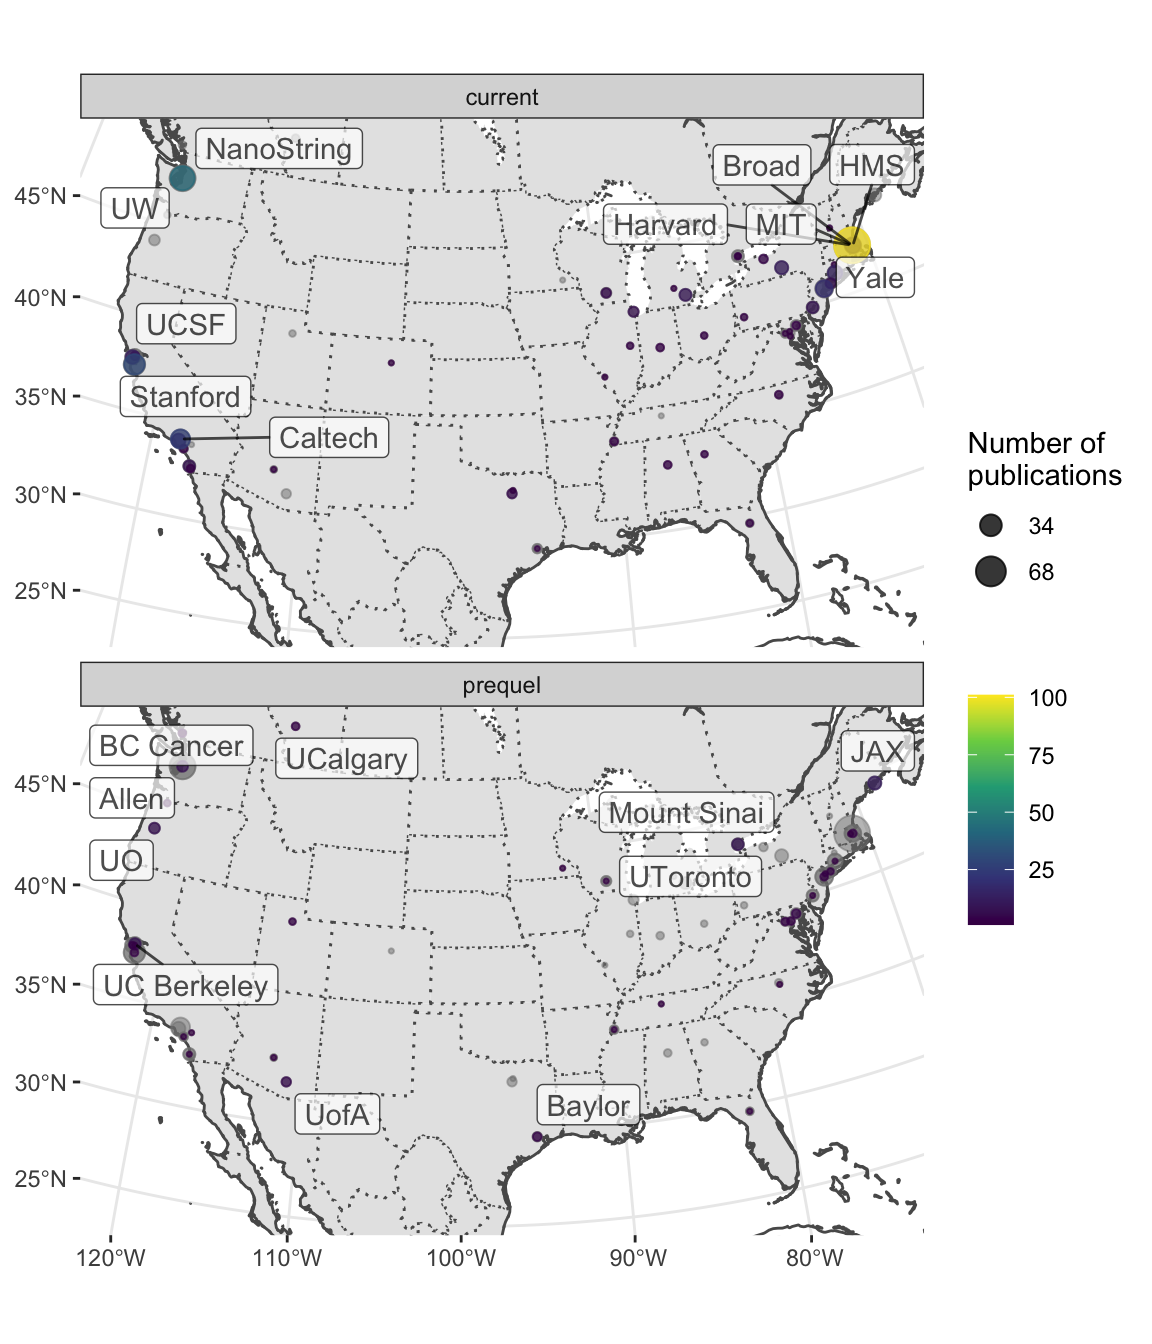 current
NanoString
Broad
HMS
45°N
UW
Harvard
MIT
Yale
40°N
UCSF
35°N
Stanford
Caltech
30°N
25°N
Number of
publications
34
68
prequel
BC Cancer
UCalgary
JAX
45°N
Allen
Mount Sinai
UO
UToronto
40°N
35°N
UC Berkeley
30°N
UofA
Baylor
25°N
120°W
110°W
100°W
90°W
80°W
100
75
50
25